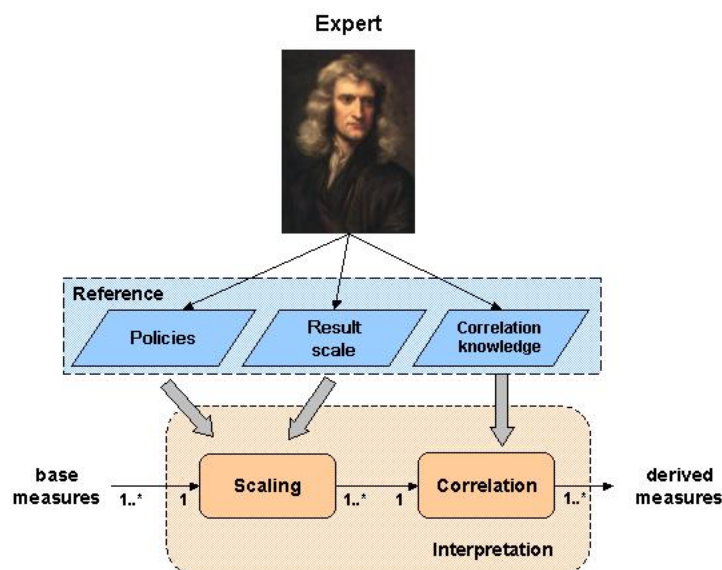 Expert
Reference
Policies
Result
scale
Correlation
knowledge
base
measures
1..*
1
Scaling
1..*
1
Correlation
1..*
derived
measures
Interpretation